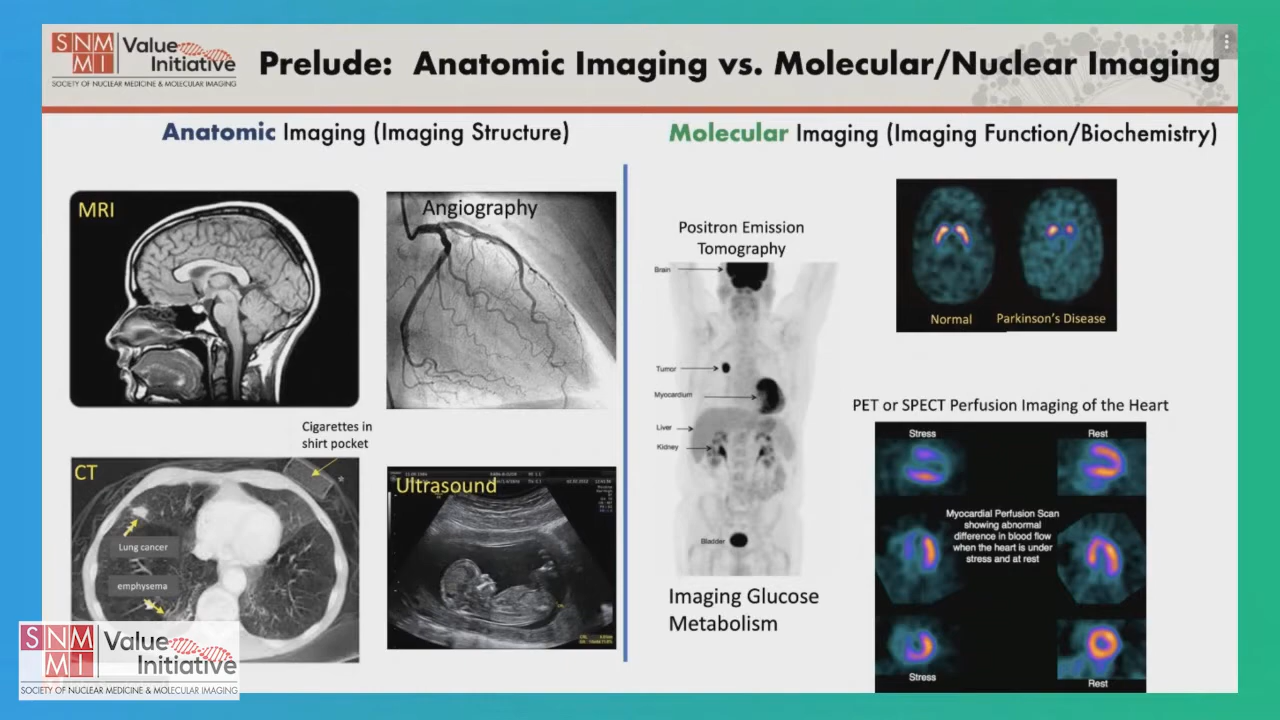 SNM
MI
Value
Initiative
SOCIETY OF NUCLEAR MEDICINE & MOLECULAR IMAGING
Prelude: Anatomic Imaging vs. Molecular/Nuclear Imaging
Anatomic Imaging (Imaging Structure)
MRI
Angiography
Cigarettes in
shirt pocket
CT
*
Lung cancer
emphysema
Ultrasound
Molecular Imaging (Imaging Function/Biochemistry)
Positron Emission
Tomography
Brain
Tumor
Myocardium
Liver
Kidney
Bladder
Imaging Glucose
Metabolism
Normal
Parkinson's Disease
PET or SPECT Perfusion Imaging of the Heart
Stress
Rest
Myocardial Perfusion Scan
showing abnormal
difference in blood flow
when the heart is under
stress and at rest
Stress
Rest
SNM
MI
Value
Initiative
SOCIETY OF NUCLEAR MEDICINE & MOLECULAR IMAGING